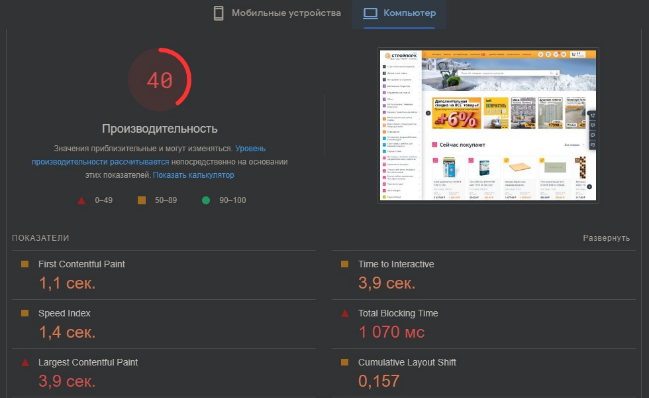 Мобильные устройства
Компьютер
40
Производительность
Значения приблизительные и могут изменяться. Уровень
производительности рассчитывается непосредственно на основании
этих показателей. Показать калькулятор
0–49
50–89
90–100
СТРОЙПАРК
+6%
Сейчас покупают
ПОКАЗАТЕЛИ
Развернуть
First Contentful Paint
1,1 сек.
Time to Interactive
3,9 сек.
Speed Index
1,4 сек.
Total Blocking Time
1 070 мс
Largest Contentful Paint
3,9 сек.
Cumulative Layout Shift
0,157